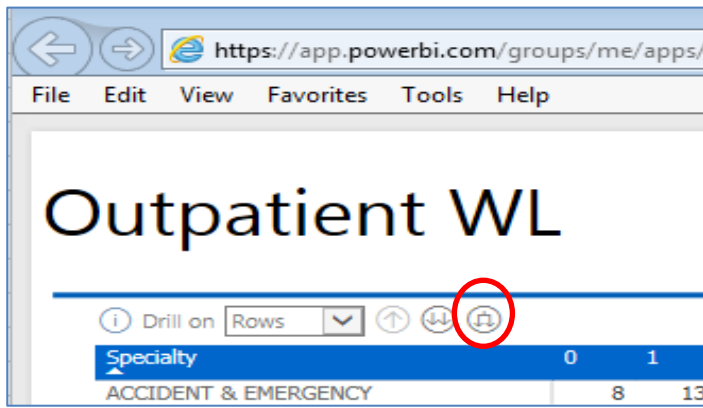 https://app.powerbi.com/groups/me/apps/
File Edit View Favorites Tools Help
Outpatient WL
i Drill on Rows
Specialty 0 1
ACCIDENT & EMERGENCY 8 13